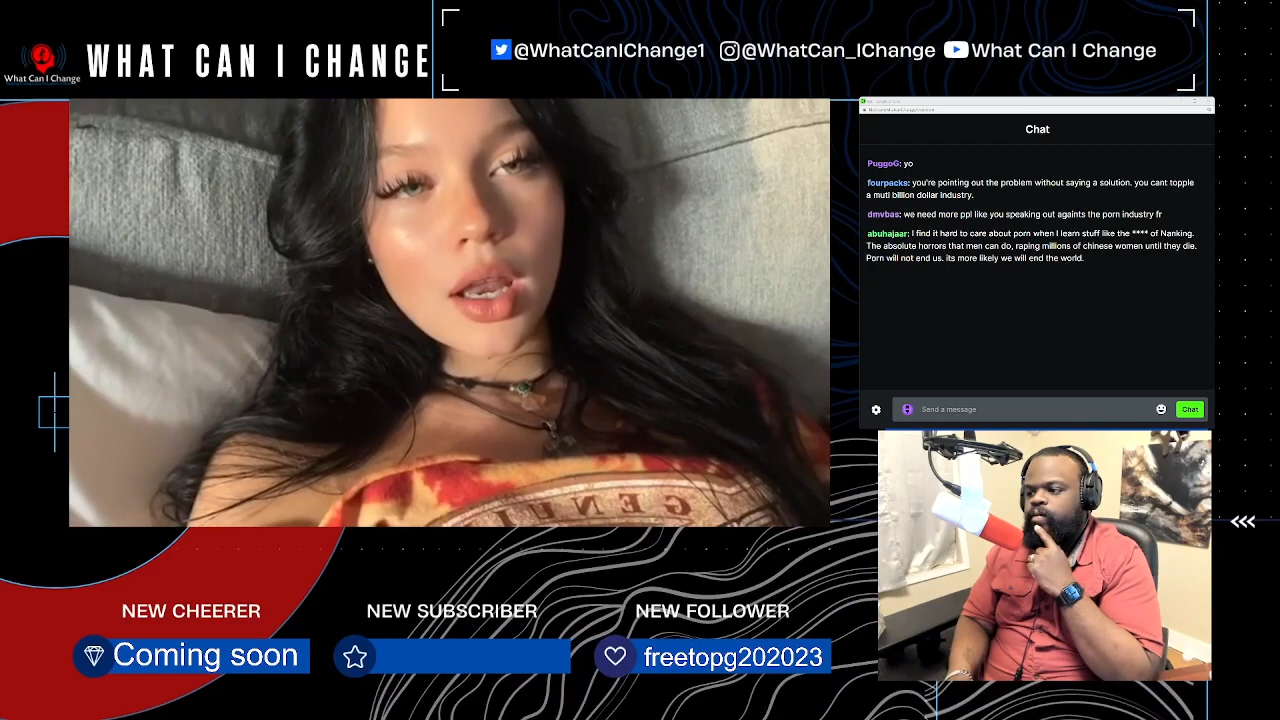 What Can I Change
WHAT CAN I CHANGE
@WhatCanIChange1 @WhatCan_IChange What Can I Change
Chat
PuggoG: yo
fourpacks: you're pointing out the problem without saying a solution. you cant topple
a muti billion dollar industry.
dmvbas: we need more ppl like you speaking out againts the porn industry fr
abuhajaar: I find it hard to care about porn when I learn stuff like the **** of Nanking.
The absolute horrors that men can do, raping millions of chinese women until they die.
Porn will not end us. its more likely we will end the world.
Send a message
Chat
GENUI
NEW CHEERER
NEW SUBSCRIBER
NEW FOLLOWER
Coming soon
freetopg202023